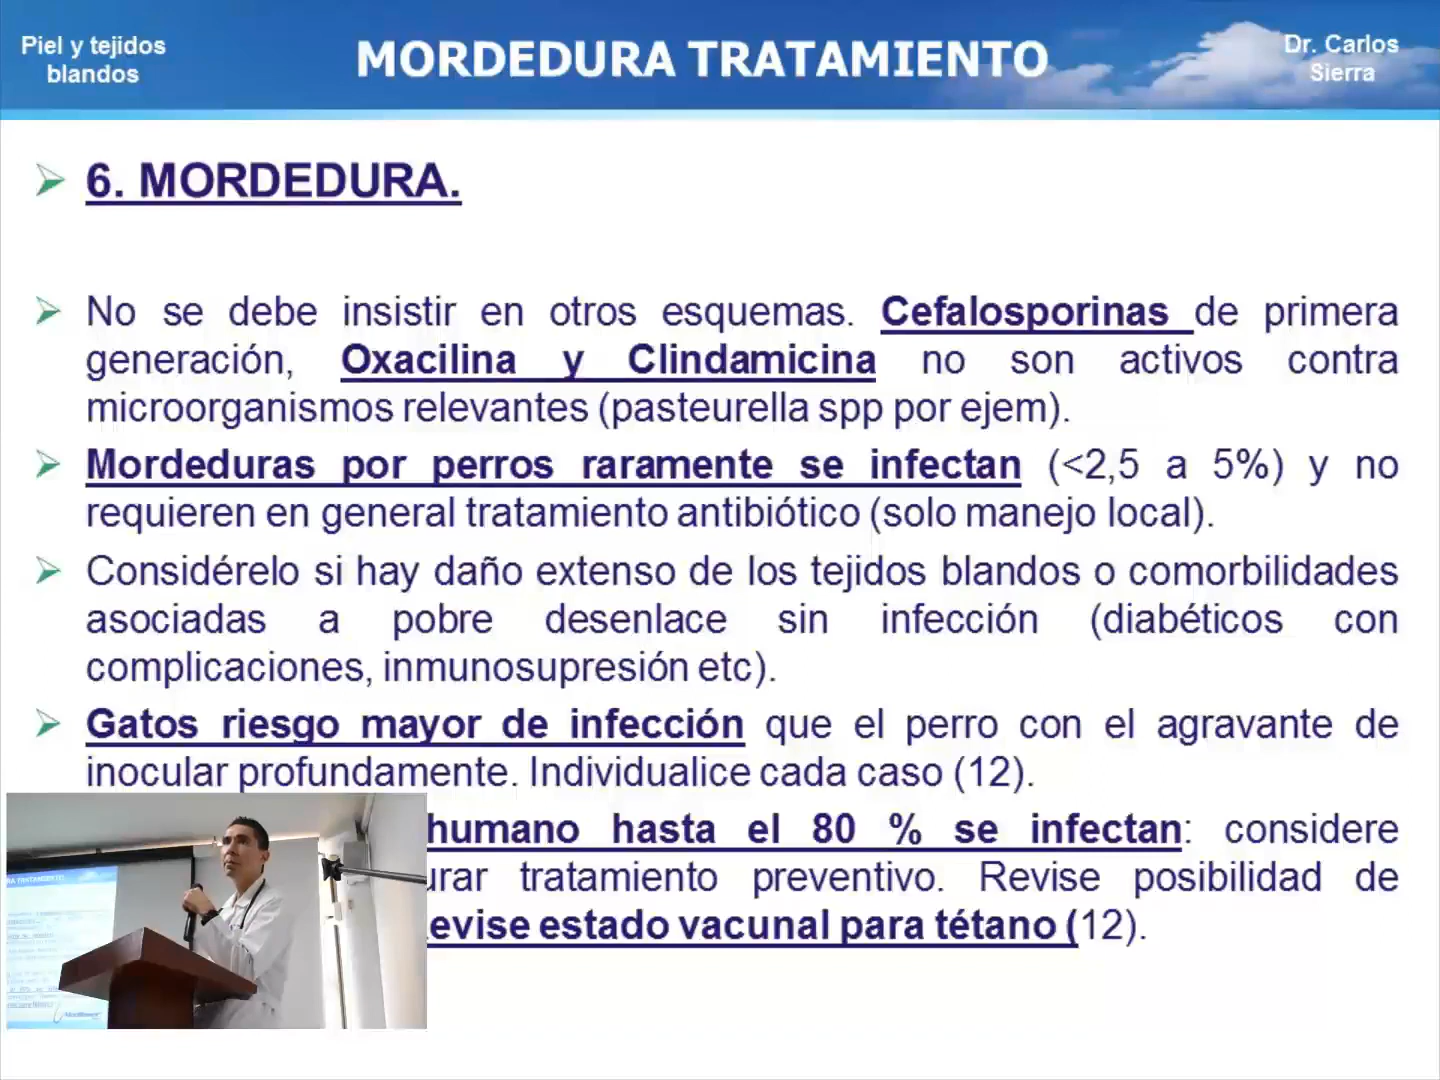 Piel y tejidos
blandos
MORDEDURA TRATAMIENTO
Dr. Carlos
Sierra
6. MORDEDURA.
No se debe insistir en otros esquemas. Cefalosporinas de primera
generación, Oxacilina y Clindamicina no son activos contra
microorganismos relevantes (pasteurella spp por ejem).
Mordeduras por perros raramente se infectan (<2,5 a 5%) y no
requieren en general tratamiento antibiótico (solo manejo local).
Considérelo si hay daño extenso de los tejidos blandos o comorbilidades
asociadas a pobre desenlace sin infección (diabéticos con
complicaciones, inmunosupresión etc).
Gatos riesgo mayor de infección que el perro con el agravante de
inocular profundamente. Individualice cada caso (12).
humano hasta el 80 % se infectan: considere
tratamiento preventivo. Revise posibilidad de
evise estado vacunal para tétano (12).